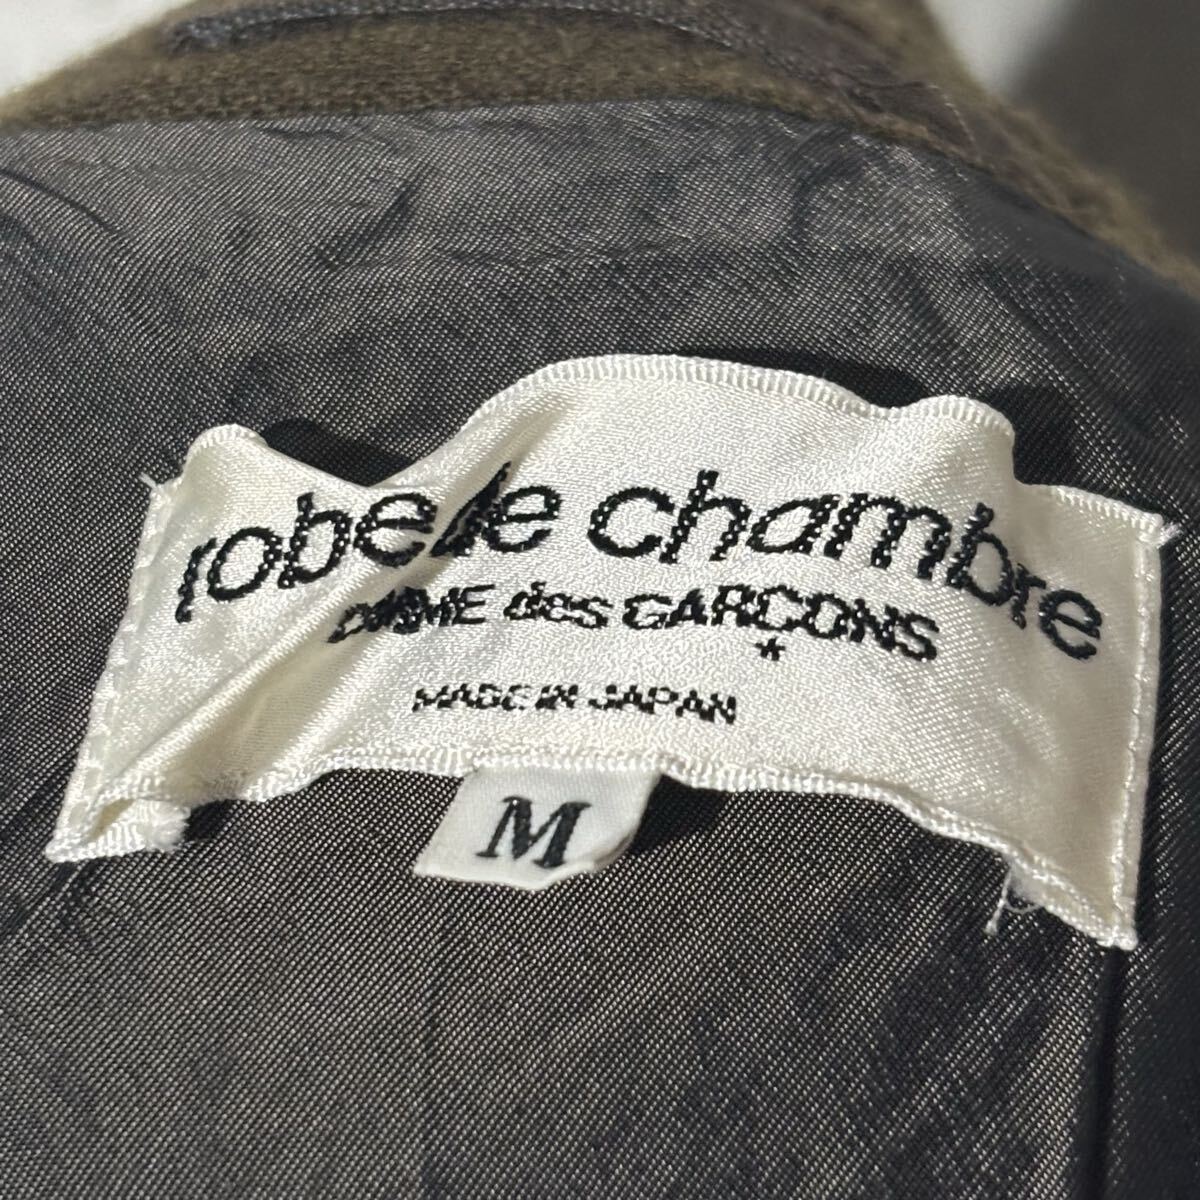 robe de chambre
COMME des GARÇONS
*
MADE IN JAPAN
M